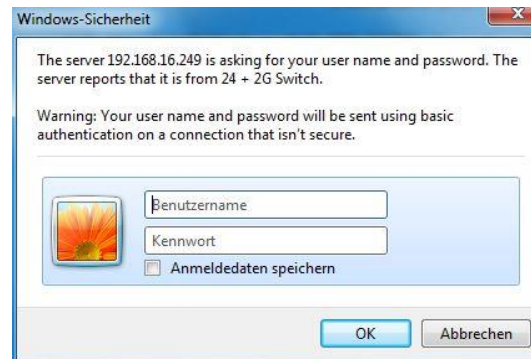 Windows-Sicherheit
The server 192.168.16.249 is asking for your user name and password. The
server reports that it is from 24 + 2G Switch.
Warning: Your user name and password will be sent using basic
authentication on a connection that isn't secure.
Benutzername
Kennwort
Anmeldedaten speichern
OK
Abbrechen